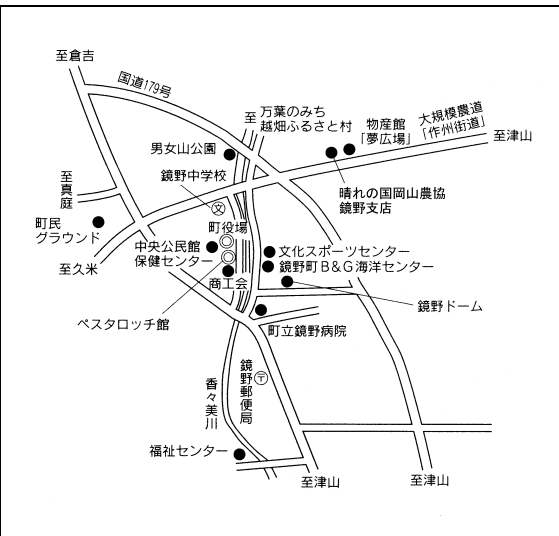 至倉吉
国道179号
至 万葉のみち
越畑ふるさと村
物産館
「夢広場」
大規模農道
「作州街道」
至津山
男女山公園
鏡野中学校
文
至真庭
晴れの国岡山農協
鏡野支店
町民
グラウンド
町役場
中央公民館
保健センター
文化スポーツセンター
鏡野町B&G海洋センター
至久米
商工会
鏡野ドーム
ペスタロッチ館
町立鏡野病院
鏡野郵便局
〒
香々美川
福祉センター
至津山
至津山